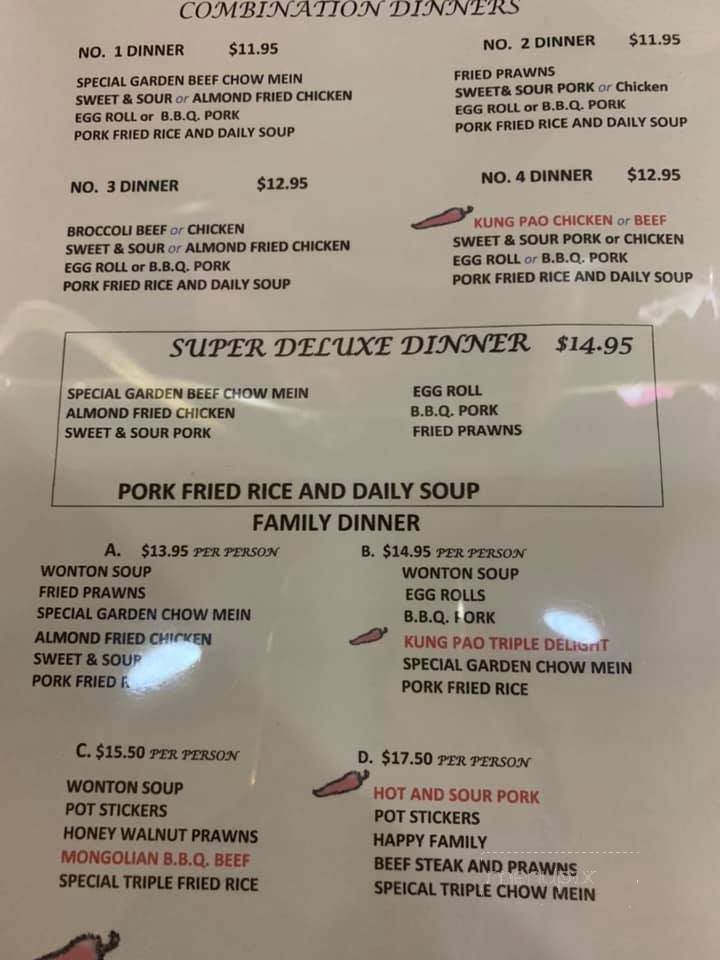 COMBINATION DINNERS
NO. 1 DINNER $11.95
SPECIAL GARDEN BEEF CHOW MEIN
SWEET & SOUR or ALMOND FRIED CHICKEN
EGG ROLL or B.B.Q. PORK
PORK FRIED RICE AND DAILY SOUP
NO. 2 DINNER $11.95
FRIED PRAWNS
SWEET& SOUR PORK or Chicken
EGG ROLL or B.B.Q. PORK
PORK FRIED RICE AND DAILY SOUP
NO. 3 DINNER $12.95
BROCCOLI BEEF or CHICKEN
SWEET & SOUR or ALMOND FRIED CHICKEN
EGG ROLL or B.B.Q. PORK
PORK FRIED RICE AND DAILY SOUP
NO. 4 DINNER $12.95
KUNG PAO CHICKEN or BEEF
SWEET & SOUR PORK or CHICKEN
EGG ROLL or B.B.Q. PORK
PORK FRIED RICE AND DAILY SOUP
SUPER DELUXE DINNER $14.95
SPECIAL GARDEN BEEF CHOW MEIN
ALMOND FRIED CHICKEN
SWEET & SOUR PORK
EGG ROLL
B.B.Q. PORK
FRIED PRAWNS
PORK FRIED RICE AND DAILY SOUP
FAMILY DINNER
A. $13.95 PER PERSON
WONTON SOUP
FRIED PRAWNS
SPECIAL GARDEN CHOW MEIN
ALMOND FRIED CHICKEN
SWEET & SOUR
PORK FRIED
B. $14.95 PER PERSON
WONTON SOUP
EGG ROLLS
B.B.Q. PORK
KUNG PAO TRIPLE DELIGHT
SPECIAL GARDEN CHOW MEIN
PORK FRIED RICE
C. $15.50 PER PERSON
WONTON SOUP
POT STICKERS
HONEY WALNUT PRAWNS
MONGOLIAN B.B.Q. BEEF
SPECIAL TRIPLE FRIED RICE
D. $17.50 PER PERSON
HOT AND SOUR PORK
POT STICKERS
HAPPY FAMILY
BEEF STEAK AND PRAWNS
SPEICAL TRIPLE CHOW MEIN
menupix